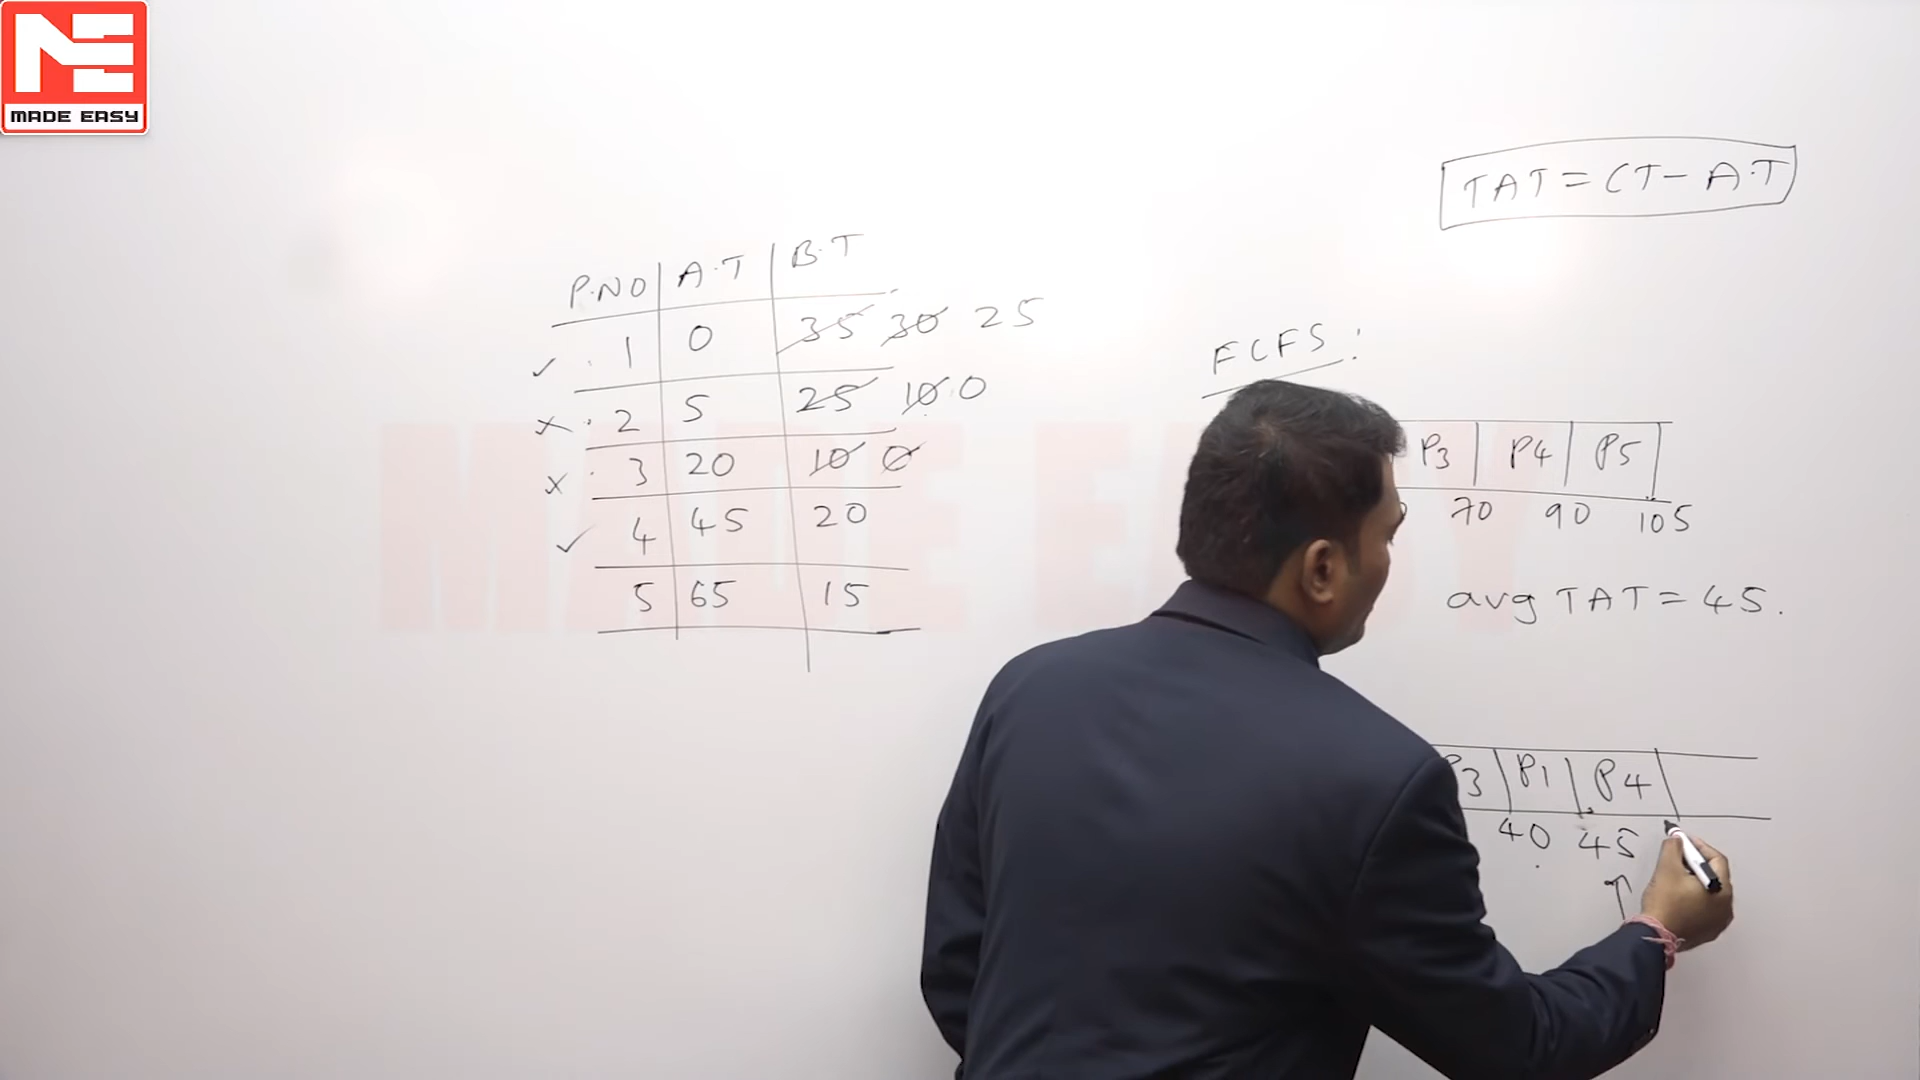 MADE EASY
TAT = CT - A.T
P.NO A.T B.T
1 0 35 30 25
2 5 25 10 0
3 20 10 0
4 45 20
5 65 15
FCFS:
P3 P4 P5
70 90 105
avg TAT = 45.
P3 P1 P4
40 45
MADE EASY